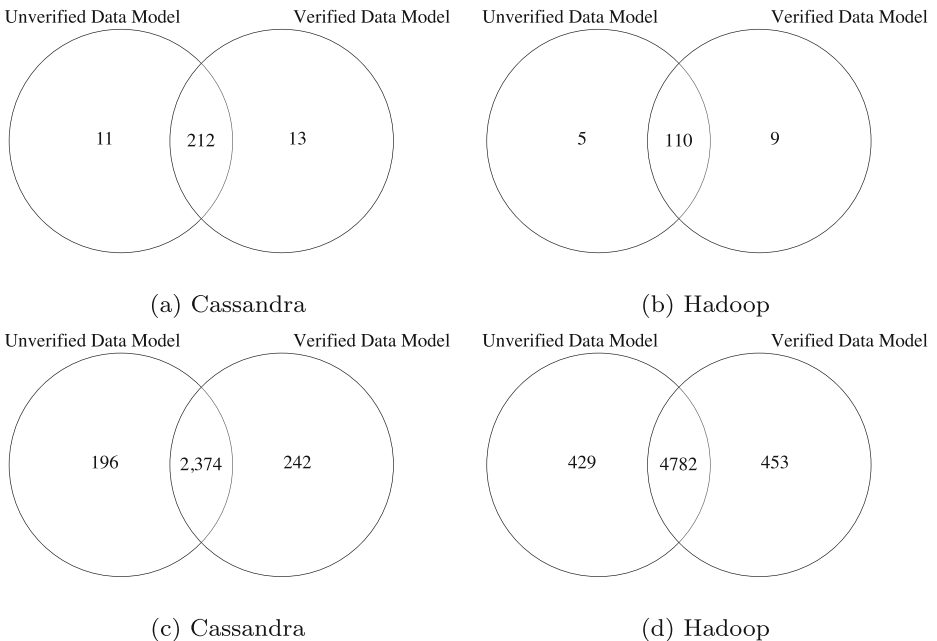 Unverified Data Model Verified Data Model
11 212 13
(a) Cassandra
Unverified Data Model Verified Data Model
5 110 9
(b) Hadoop
Unverified Data Model Verified Data Model
196 2,374 242
(c) Cassandra
Unverified Data Model Verified Data Model
429 4782 453
(d) Hadoop